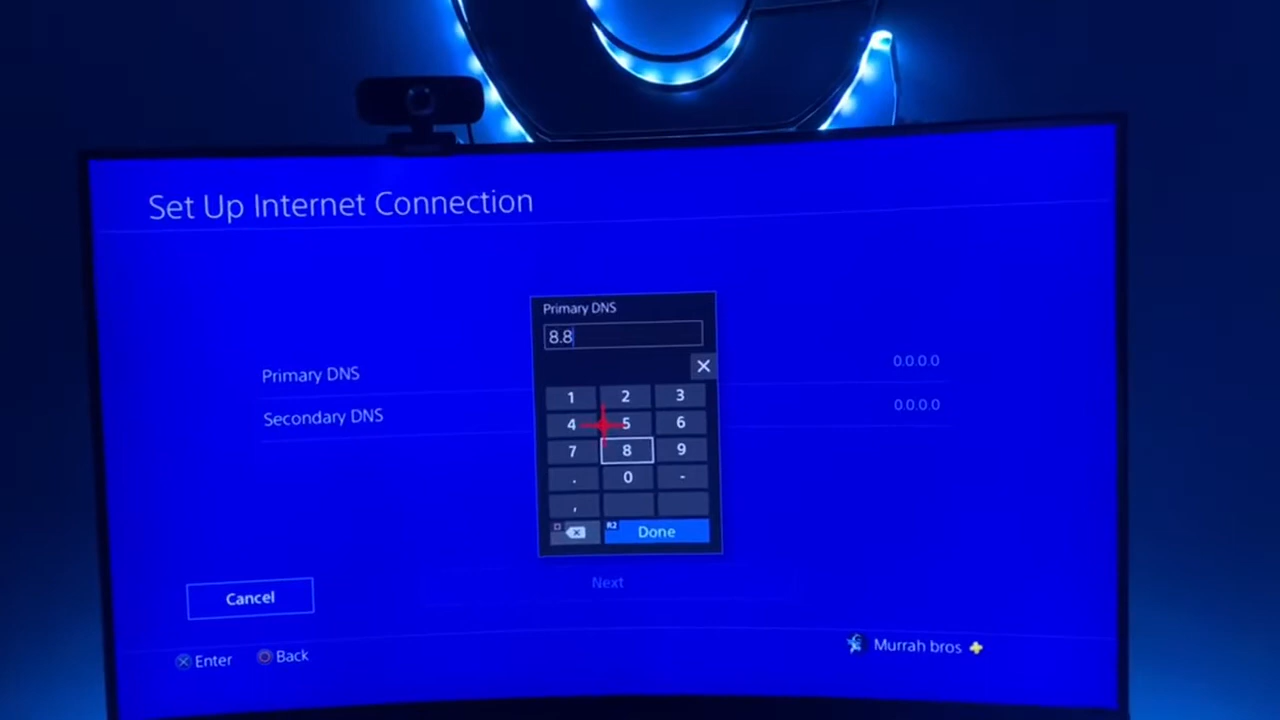 Set Up Internet Connection
Primary DNS
8.8
Primary DNS
0.0.0.0
Secondary DNS
0.0.0.0
1 2 3
4 5 6
7 8 9
. 0 -
,
R2 Done
Next
Cancel
Enter Back
Murrah bros